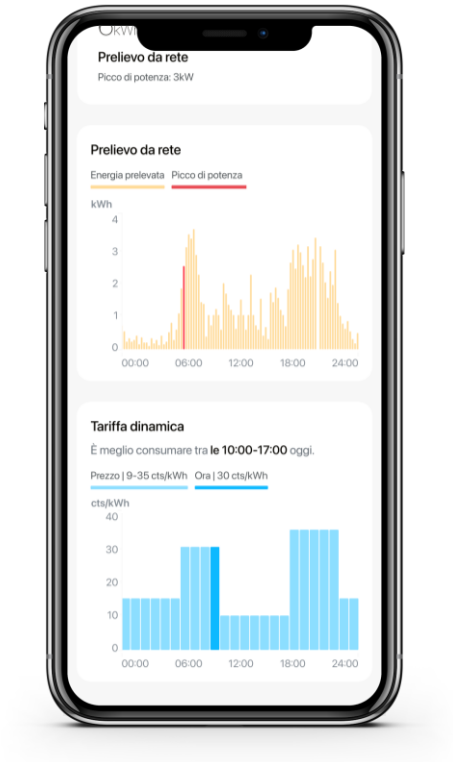 Prelievo da rete
Picco di potenza: 3kW
Prelievo da rete
Energia prelevata Picco di potenza
kWh
4
3
2
1
0
00:00 06:00 12:00 18:00 24:00
Tariffa dinamica
È meglio consumare tra le 10:00-17:00 oggi.
Prezzo | 9-35 cts/kWh Ora | 30 cts/kWh
cts/kWh
40
30
20
10
0
00:00 06:00 12:00 18:00 24:00